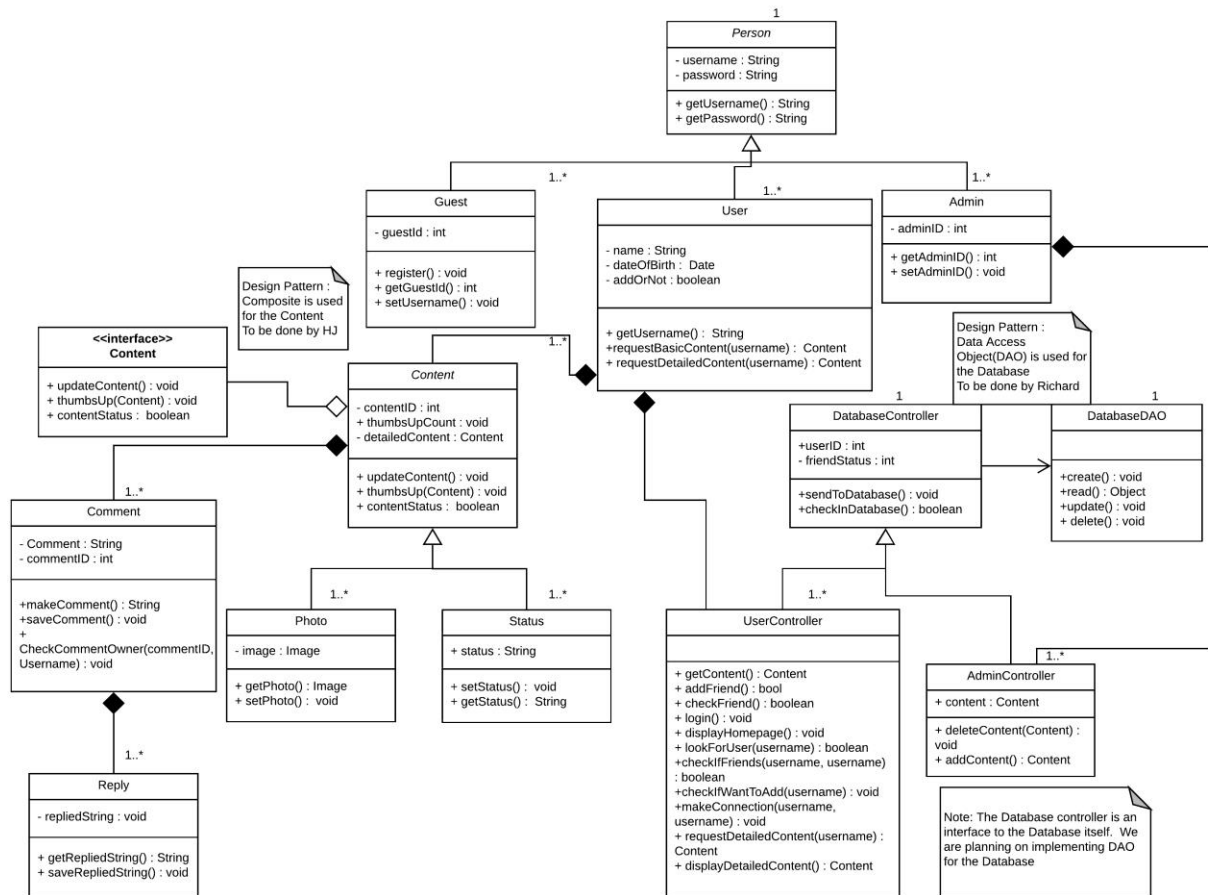 1
Person
- username : String
- password : String
+ getUsername() : String
+ getPassword() : String
1..*
1..*
1..*
Guest
- guestId : int
+ register() : void
+ getGuestId() : int
+ setUsername() : void
User
- name : String
- dateOfBirth : Date
- addOrNot : boolean
+ getUsername() : String
+requestBasicContent(username) : Content
+ requestDetailedContent(username) : Content
Admin
- adminID : int
+ getAdminID() : int
+ setAdminID() : void
Design Pattern :
Composite is used
for the Content
To be done by HJ
Design Pattern :
Data Access
Object(DAO) is used for
the Database
To be done by Richard
<<interface>>
Content
+ updateContent() : void
+ thumbsUp(Content) : void
+ contentStatus : boolean
1..*
Content
- contentID : int
+ thumbsUpCount : void
- detailedContent : Content
+ updateContent() : void
+ thumbsUp(Content) : void
+ contentStatus : boolean
1
DatabaseController
+userID : int
- friendStatus : int
+sendToDatabase() : void
+checkInDatabase() : boolean
1
DatabaseDAO
+create() : void
+read() : Object
+update() : void
+ delete() : void
1..*
Comment
- Comment : String
- commentID : int
+makeComment() : String
+saveComment() : void
+
CheckCommentOwner(commentID,
Username) : void
1..*
Photo
- image : Image
+ getPhoto() : Image
+ setPhoto() : void
1..*
Status
+ status : String
+ setStatus() : void
+ getStatus() : String
1..*
UserController
+ getContent() : Content
+ addFriend() : bool
+ checkFriend() : boolean
+ login() : void
+ displayHomepage() : void
+ lookForUser(username) : boolean
+checkIfFriends(username, username)
: boolean
+checkIfWantToAdd(username) : void
+makeConnection(username,
username) : void
+ requestDetailedContent(username) :
Content
+ displayDetailedContent() : Content
1..*
AdminController
+ content : Content
+ deleteContent(Content) :
void
+ addContent() : Content
1..*
Reply
- repliedString : void
+ getRepliedString() : String
+ saveRepliedString() : void
Note: The Database controller is an
interface to the Database itself. We
are planning on implementing DAO
for the Database